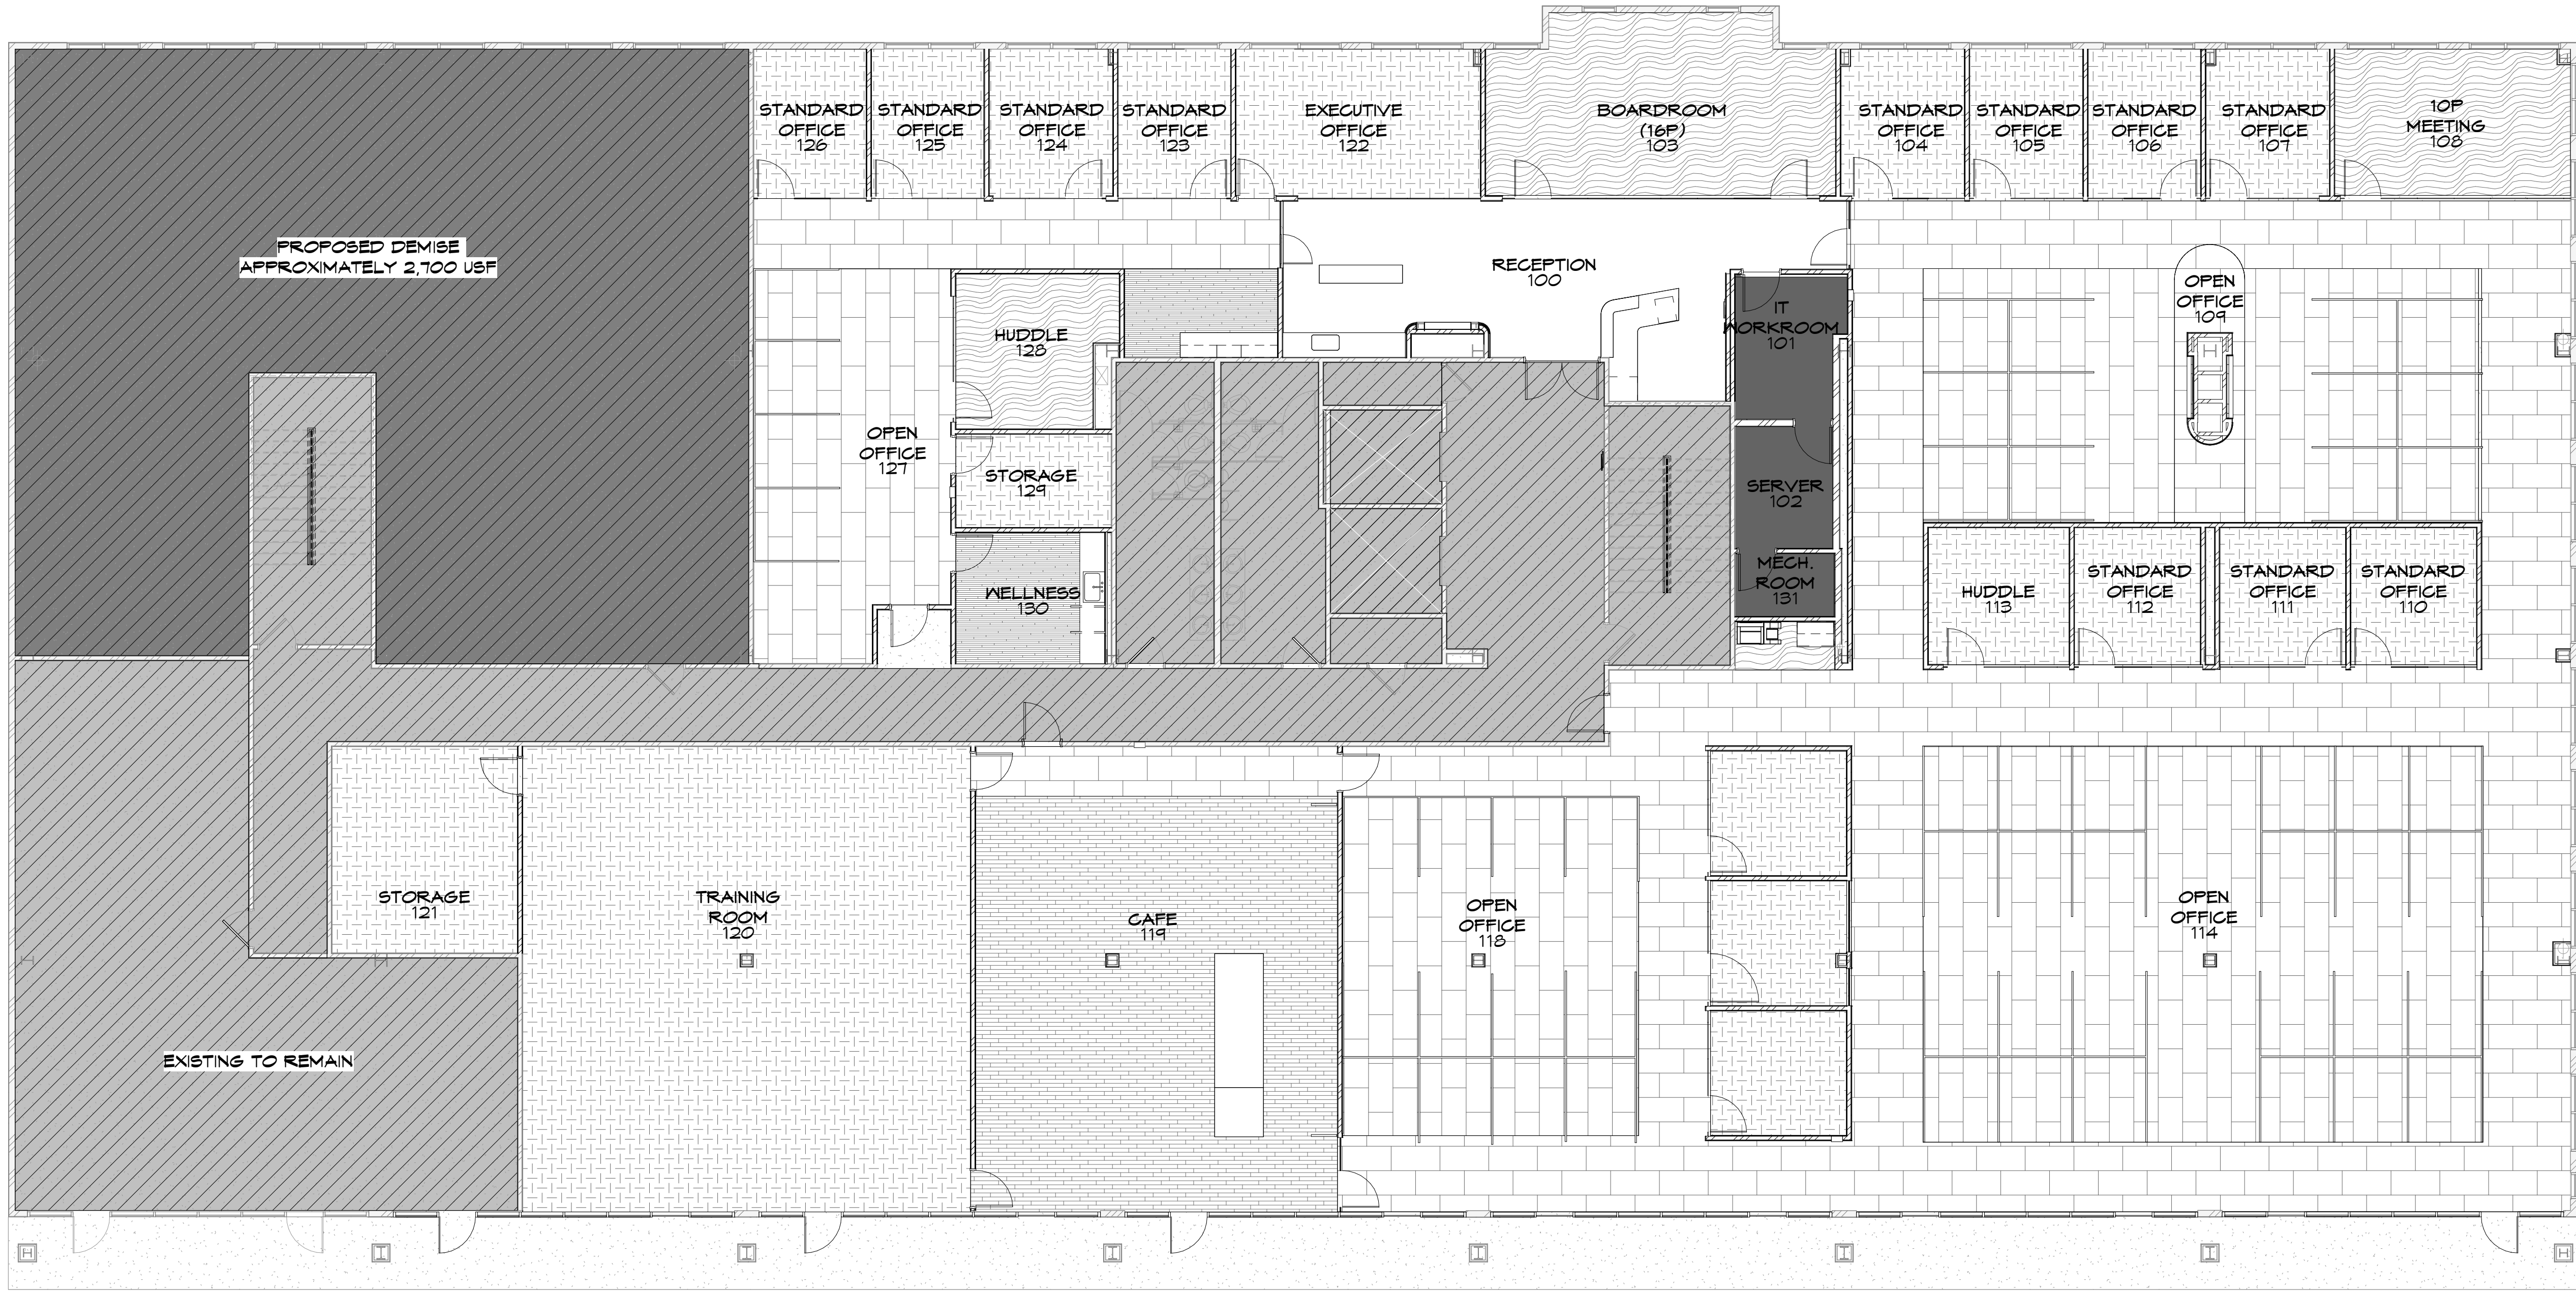 STANDARD
OFFICE
126
STANDARD
OFFICE
125
STANDARD
OFFICE
124
STANDARD
OFFICE
123
EXECUTIVE
OFFICE
122
BOARDROOM
(16P)
103
STANDARD
OFFICE
104
STANDARD
OFFICE
105
STANDARD
OFFICE
106
STANDARD
OFFICE
107
10P
MEETING
108
PROPOSED DEMISE
APPROXIMATELY 2,700 USF
RECEPTION
100
OPEN
OFFICE
109
IT
WORKROOM
101
HUDDLE
128
OPEN
OFFICE
127
STORAGE
129
SERVER
102
WELLNESS
130
MECH.
ROOM
131
HUDDLE
113
STANDARD
OFFICE
112
STANDARD
OFFICE
111
STANDARD
OFFICE
110
STORAGE
121
TRAINING
ROOM
120
CAFE
119
OPEN
OFFICE
118
OPEN
OFFICE
114
EXISTING TO REMAIN